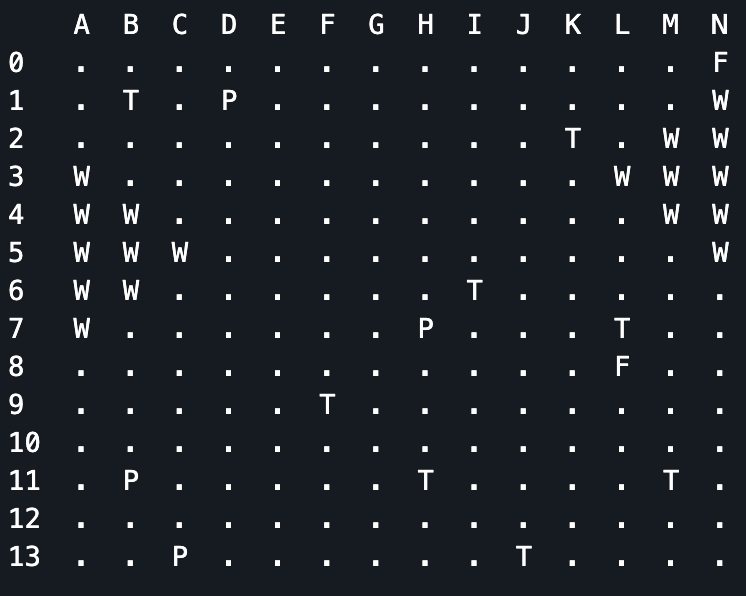 A B C D E F G H I J K L M N
0 . . . . . . . . . . . . . F
1 . T . P . . . . . . . . . W
2 . . . . . . . . . . T . W W
3 W . . . . . . . . . . W W W
4 W W . . . . . . . . . . W W
5 W W W . . . . . . . . . . W
6 W W . . . . . . T . . . . .
7 W . . . . . . P . . . T . .
8 . . . . . . . . . . . F . .
9 . . . . . T . . . . . . . .
10 . . . . . . . . . . . . . .
11 . P . . . . . T . . . . T .
12 . . . . . . . . . . . . . .
13 . . P . . . . . . T . . . .